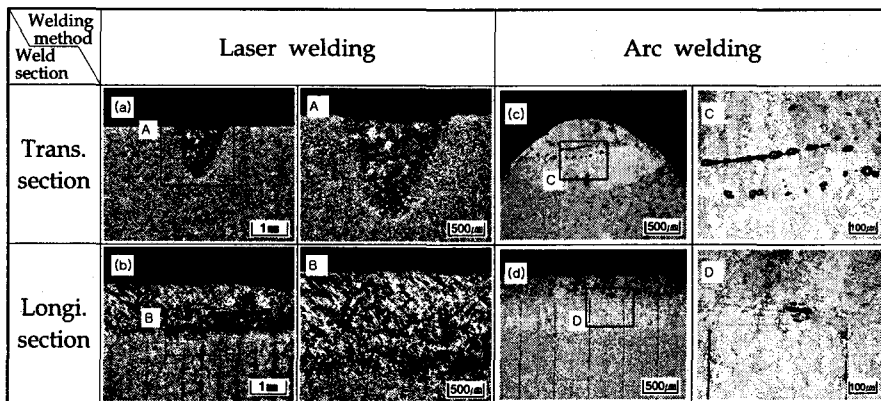 Welding
method
Weld
section
Laser welding
Arc welding
Trans.
section
(a)
A
1mm
A
500μm
(c)
C
500μm
C
100μm
Longi.
section
(b)
B
1mm
B
500μm
(d)
D
500μm
D
100μm